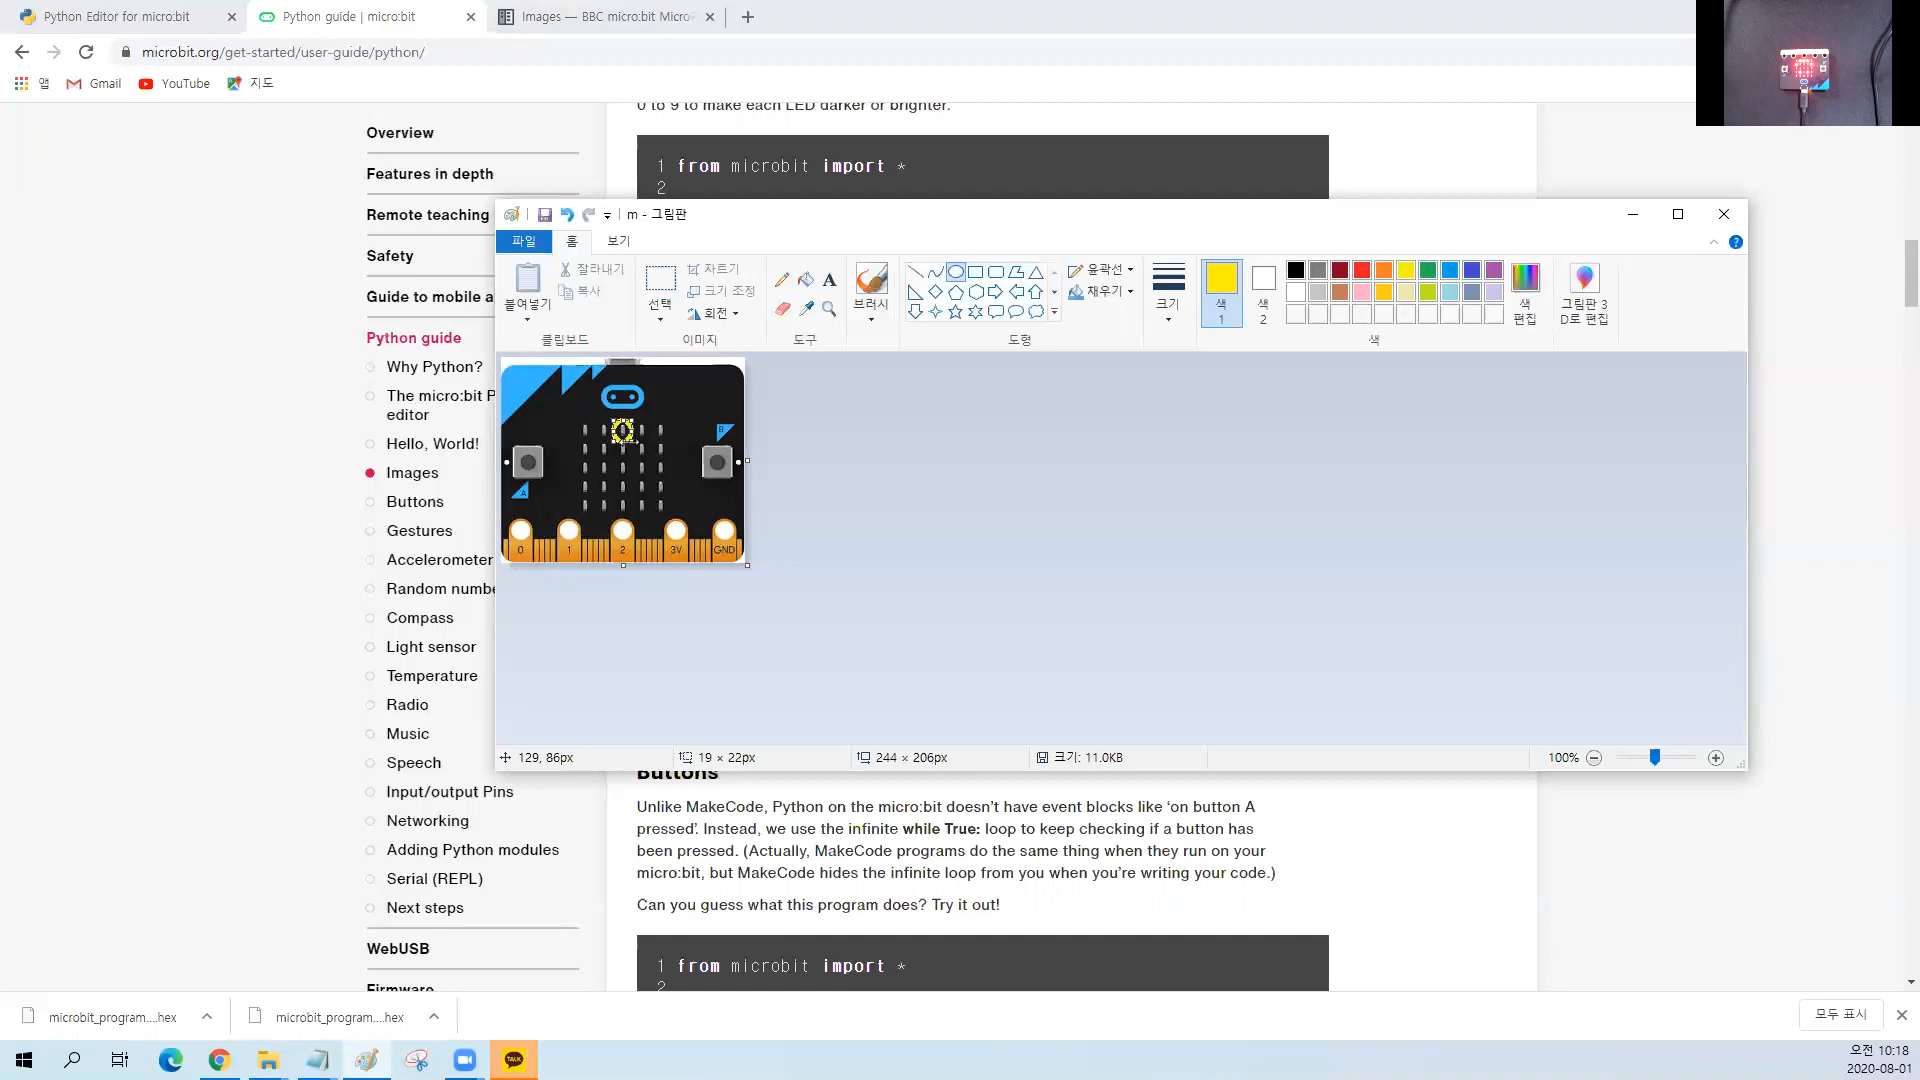 Python Editor for micro:bit
Python guide | micro:bit
Images — BBC micro:bit Micro
microbit.org/get-started/user-guide/python/
앱
Gmail
YouTube
지도
0 to 9 to make each LED darker or brighter.
1 from microbit import *
2
Overview
Features in depth
Remote teaching
Safety
Guide to mobile a
Python guide
Why Python?
The micro:bit P
editor
Hello, World!
Images
Buttons
Gestures
Accelerometer
Random numbe
Compass
Light sensor
Temperature
Radio
Music
Speech
Input/output Pins
Networking
Adding Python modules
Serial (REPL)
Next steps
WebUSB
Firmware
m - 그림판
파일
홈
보기
붙여넣기
잘라내기
복사
클립보드
선택
자르기
크기 조정
회전
이미지
A
도구
브러시
윤곽선
채우기
도형
크기
색
1
색
2
색
편집
색
그림판 3
D로 편집
B
A
0
1
2
3V
GND
129, 86px
19 × 22px
244 × 206px
크기: 11.0KB
100%
Buttons
Unlike MakeCode, Python on the micro:bit doesn’t have event blocks like ‘on button A
pressed’. Instead, we use the infinite while True: loop to keep checking if a button has
been pressed. (Actually, MakeCode programs do the same thing when they run on your
micro:bit, but MakeCode hides the infinite loop from you when you’re writing your code.)
Can you guess what this program does? Try it out!
1 from microbit import *
2
microbit_program....hex
microbit_program....hex
모두 표시
TALK
오전 10:18
2020-08-01